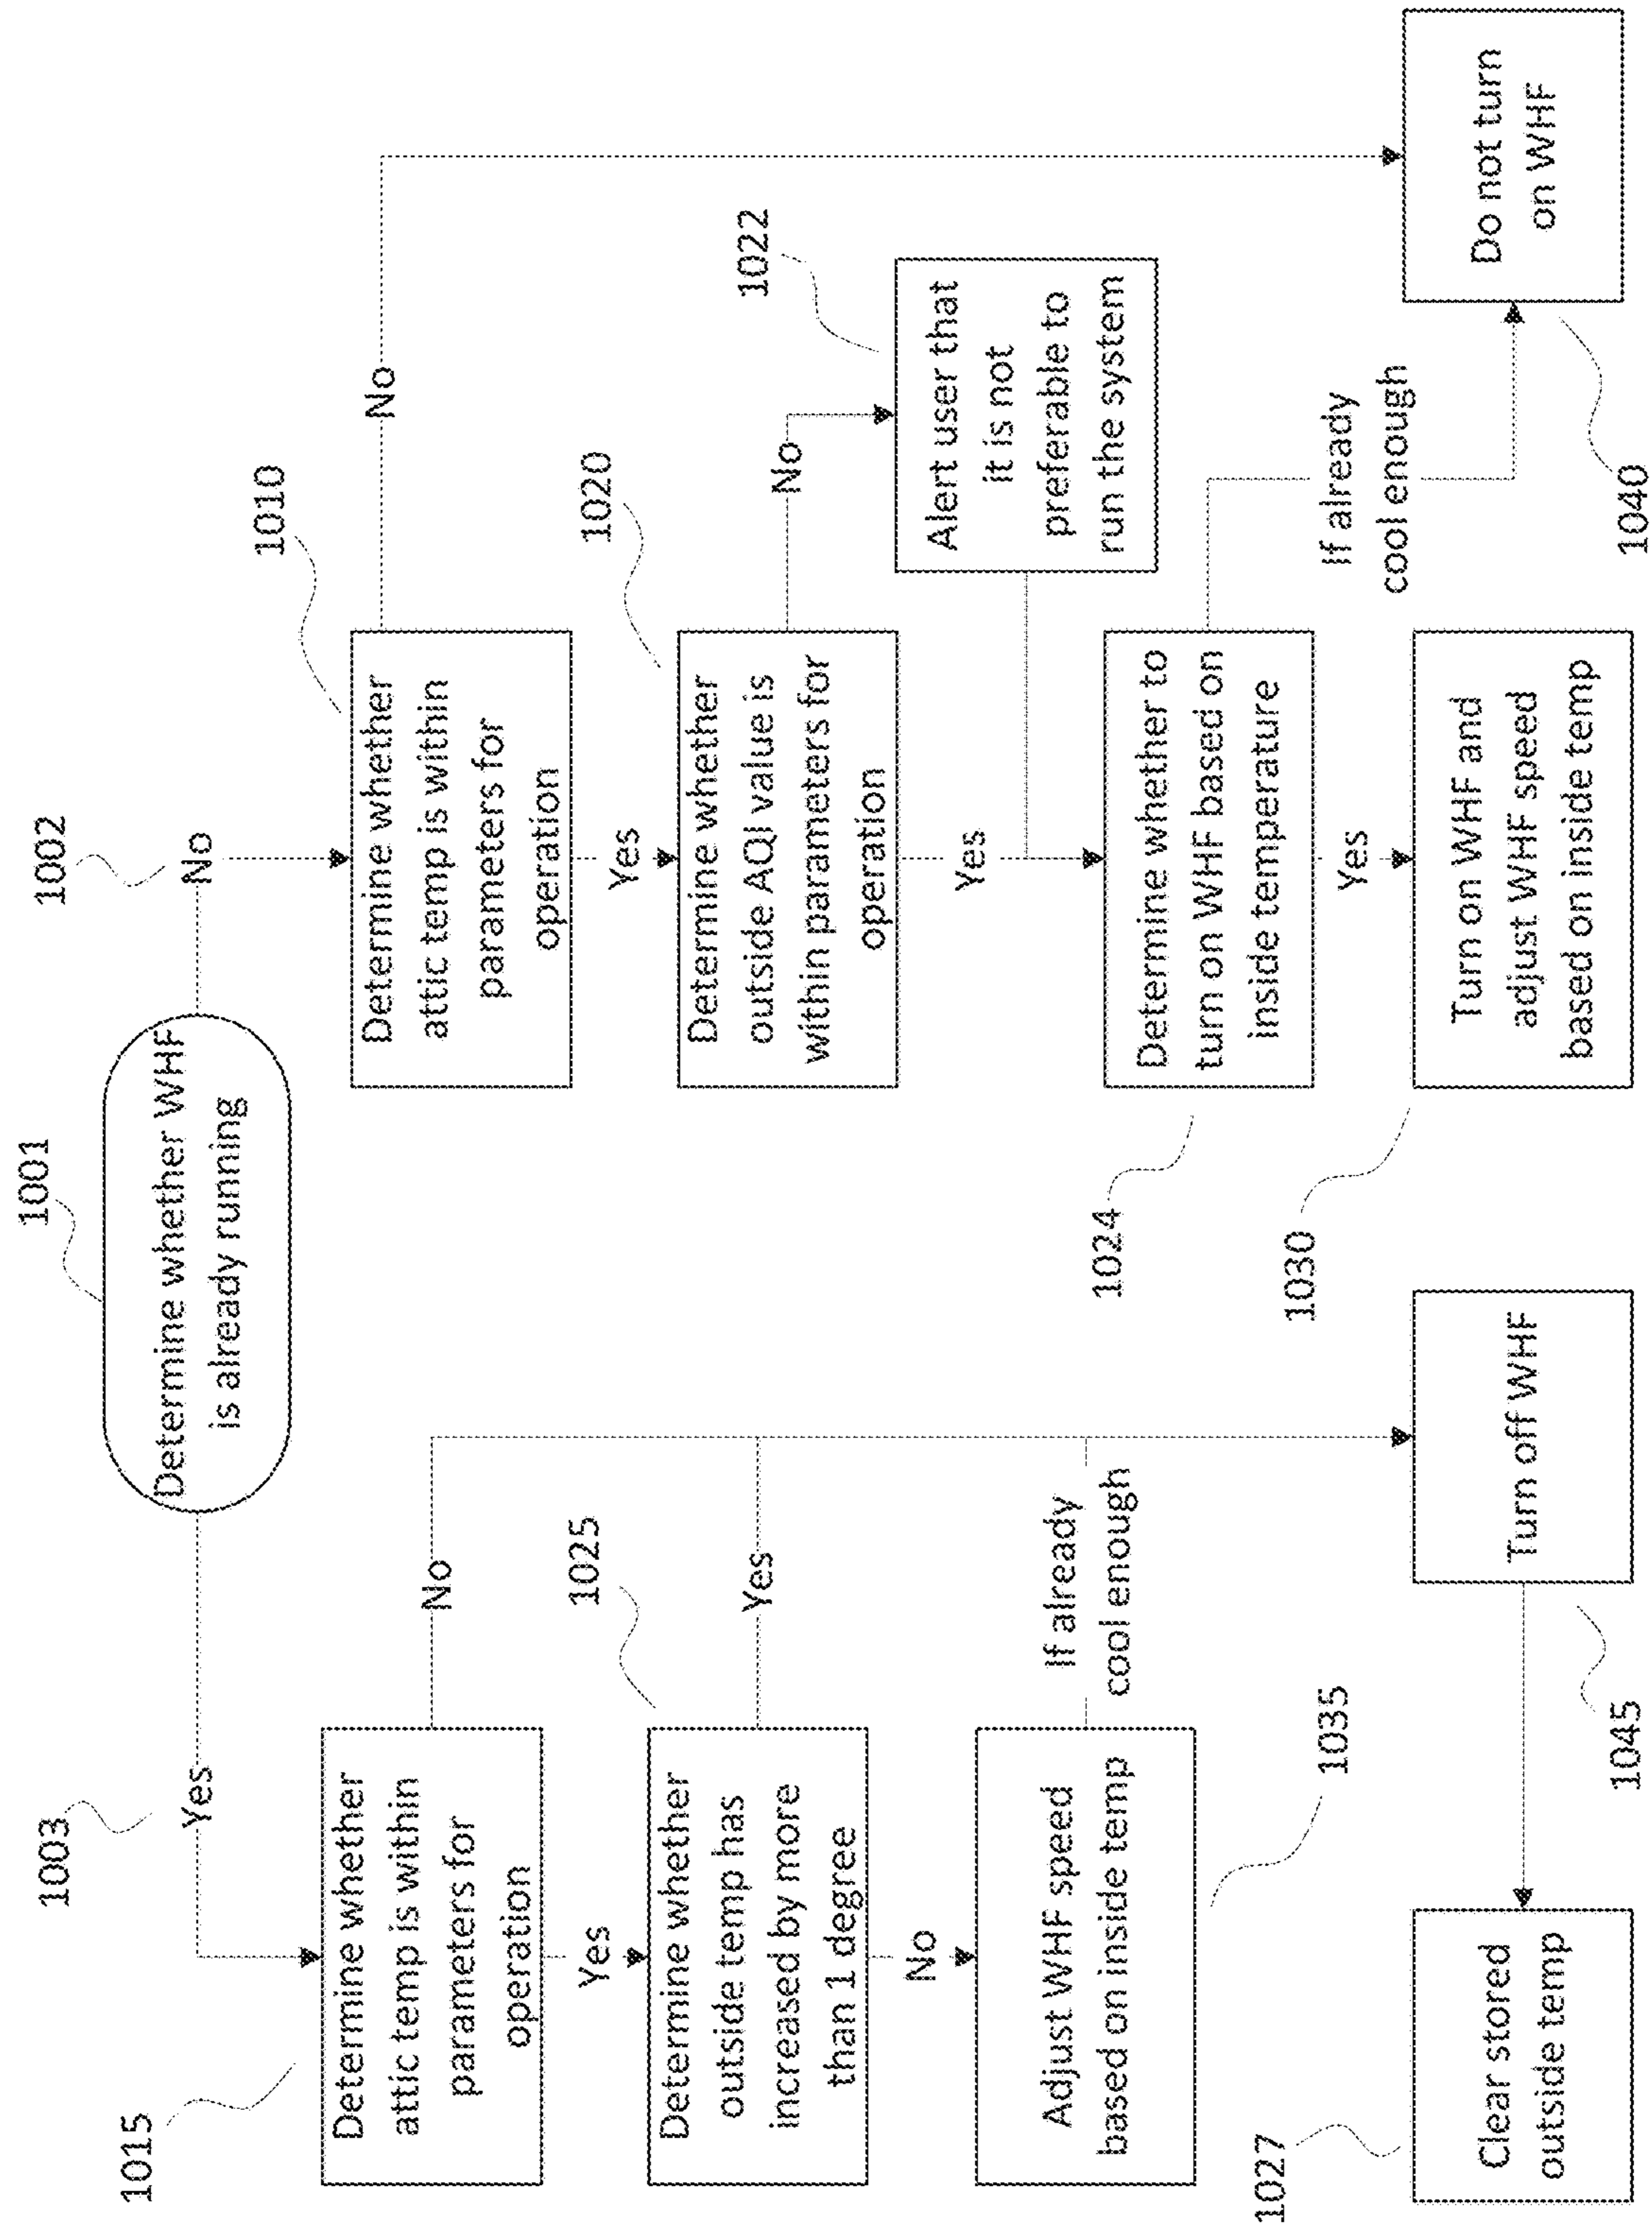 1001
Determine whether WHF
is already running
1003
Yes
1002
No
1015
Determine whether
attic temp is within
parameters for
operation
No
1010
Determine whether
attic temp is within
parameters for
operation
No
Yes
Yes
1025
Determine whether
outside temp has
increased by more
than 1 degree
Yes
1020
Determine whether
outside AQI value is
within parameters for
operation
No
1022
Alert user that
it is not
preferable to
run the system
No
Yes
Adjust WHF speed
based on inside temp
1035
If already
cool enough
1024
Determine whether to
turn on WHF based on
inside temperature
If already
cool enough
Yes
1027
Clear stored
outside temp
1045
Turn off WHF
1030
Turn on WHF and
adjust WHF speed
based on inside temp
1040
Do not turn
on WHF